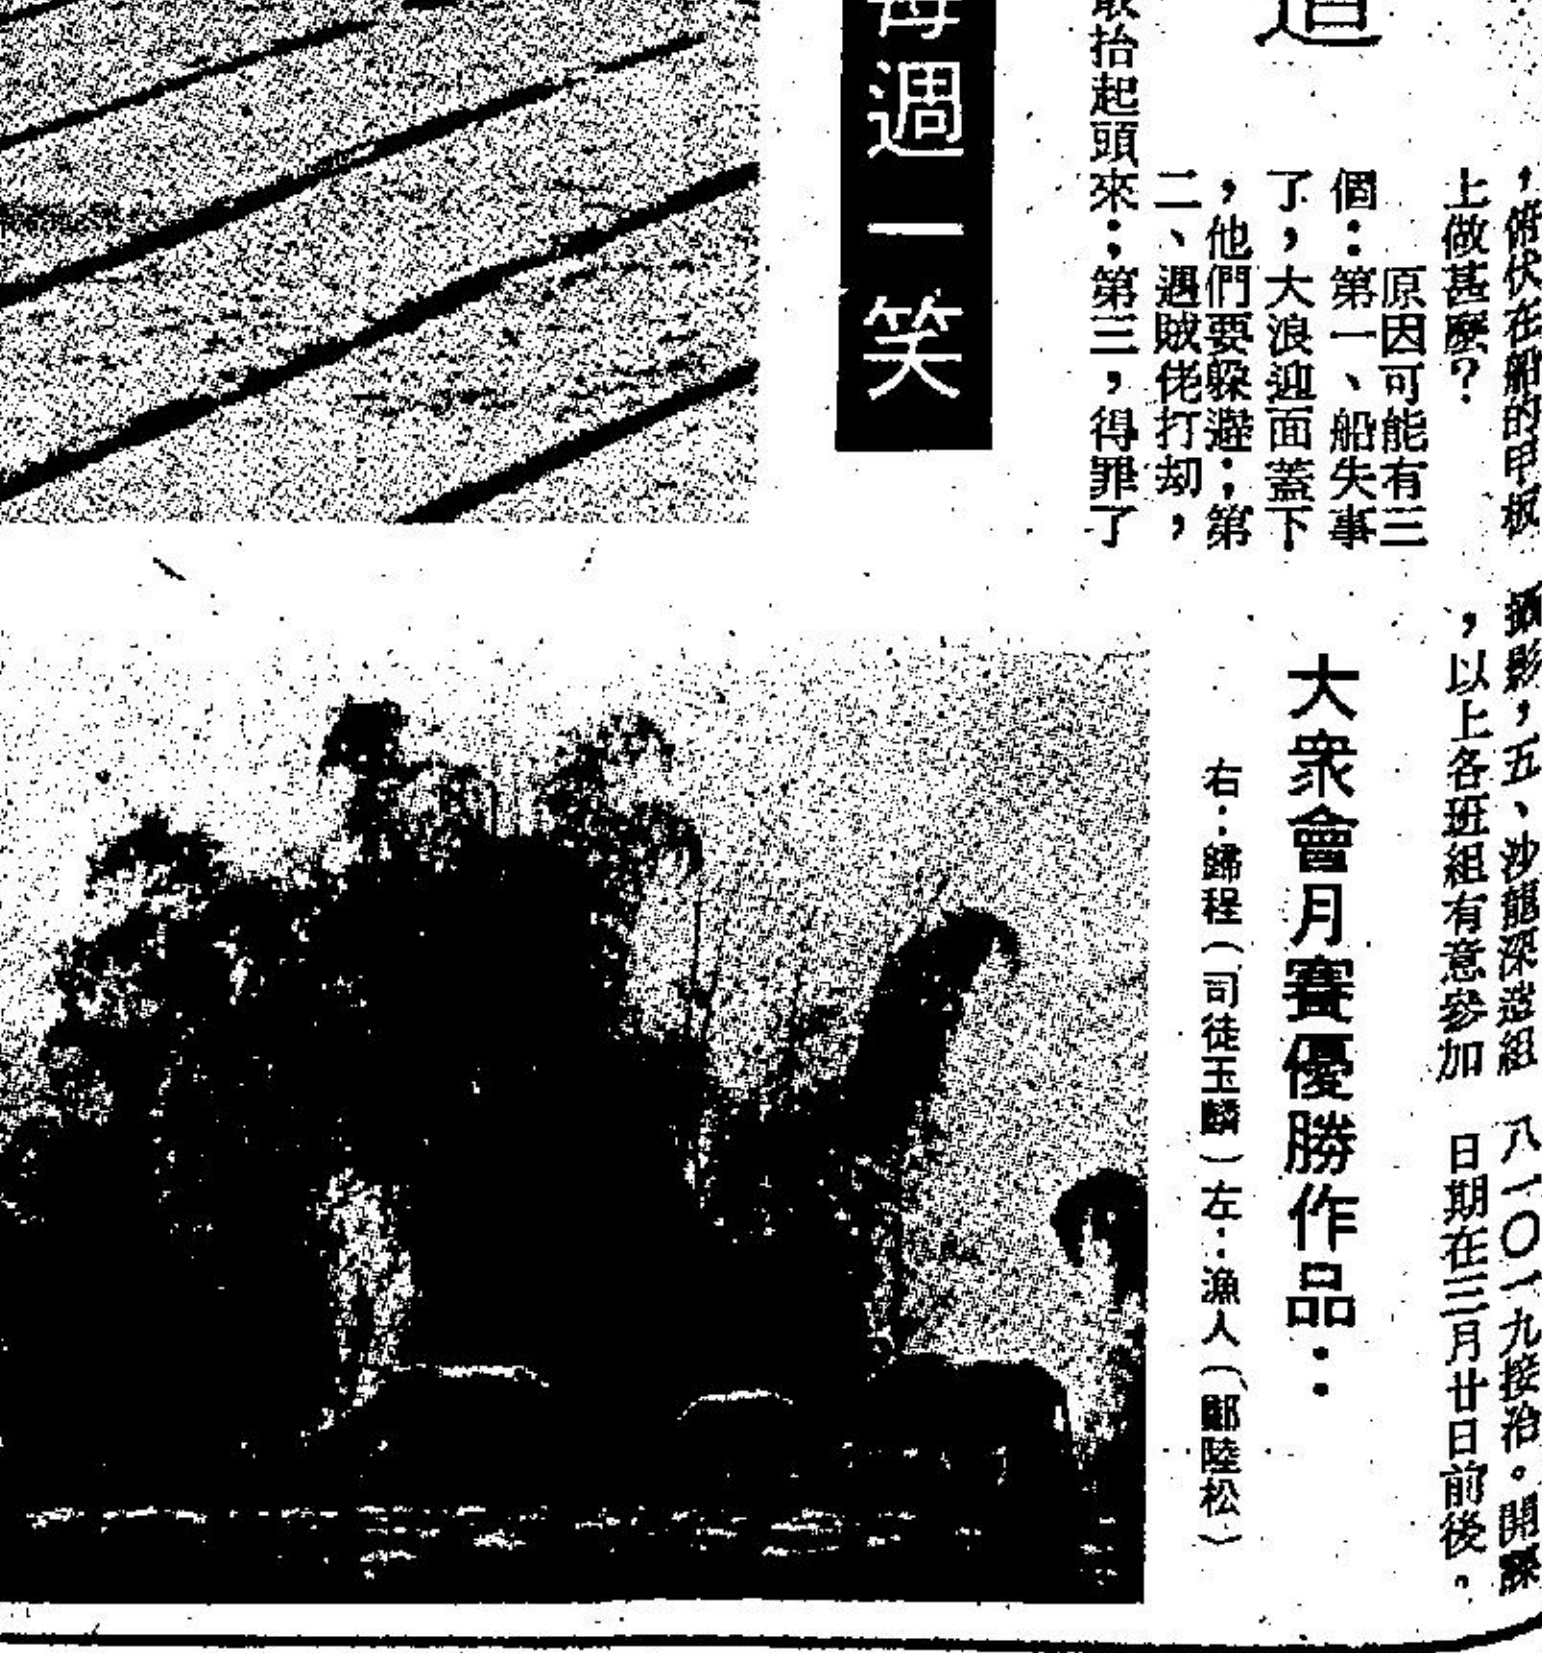 ，俯伏在船的甲板
上做甚麼？
原因可能有三
個：第一、船失事
了，大浪迎面蓋下
，他們要躲避；第
二、遇賊佬打刧，
敢抬起頭來；第三，得罪了
每週一笑
攝影，五、沙龍深造組
，以上各班組有意參加
八一〇一九接洽。開課
日期在三月廿日前後。
大衆會月賽優勝作品：
右：歸程（司徒玉麟）左：漁人（鄺陸松）